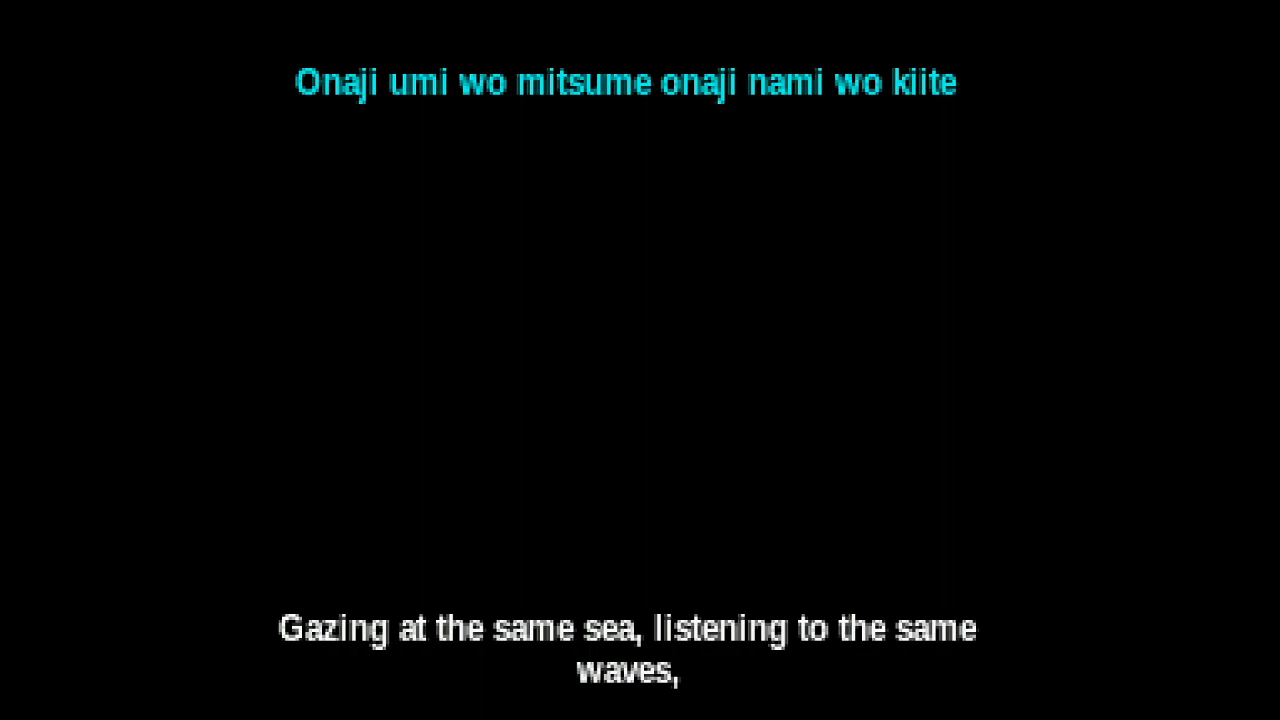 Onaji umi wo mitsume onaji nami wo kiite
Gazing at the same sea, listening to the same
waves,